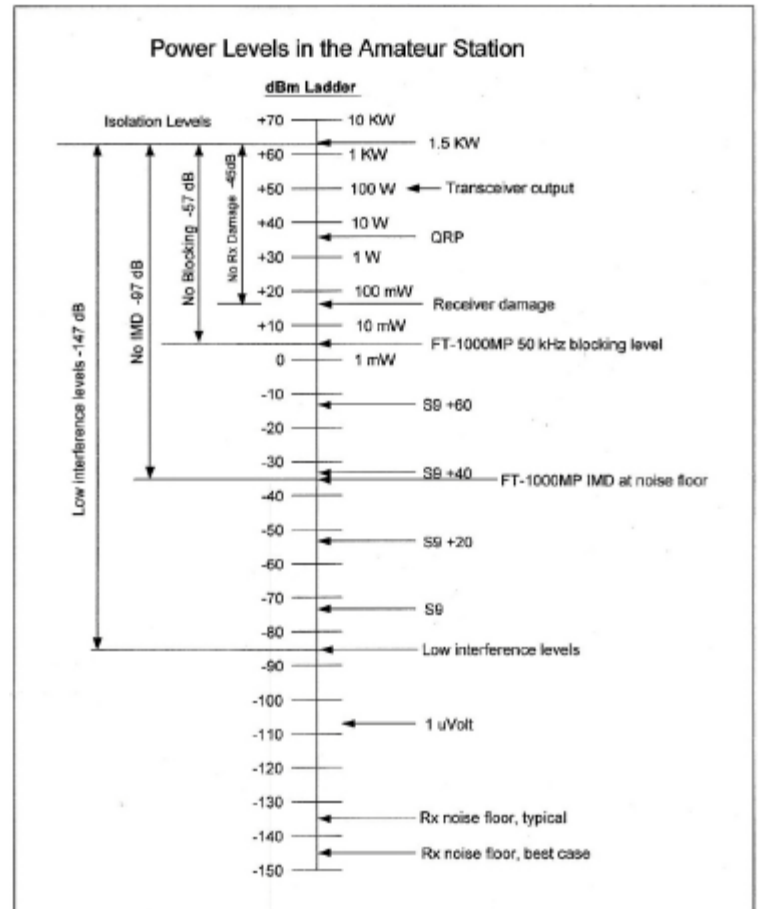 Power Levels in the Amateur Station
dBm Ladder
Isolation Levels
+70 10 KW
1.5 KW
+60 1 KW
+50 100 W Transceiver output
+40 10 W
QRP
+30 1 W
+20 100 mW
Receiver damage
+10 10 mW
FT-1000MP 50 kHz blocking level
0 1 mW
-10
S9 +60
-20
-30
S9 +40
FT-1000MP IMD at noise floor
-40
-50
S9 +20
-60
-70
S9
-80
Low interference levels
-90
-100
1 uVolt
-110
-120
-130
Rx noise floor, typical
-140
Rx noise floor, best case
-150
Low interference levels -147 dB
No IMD -97 dB
No Blocking -57 dB
No Rx Damage -45dB